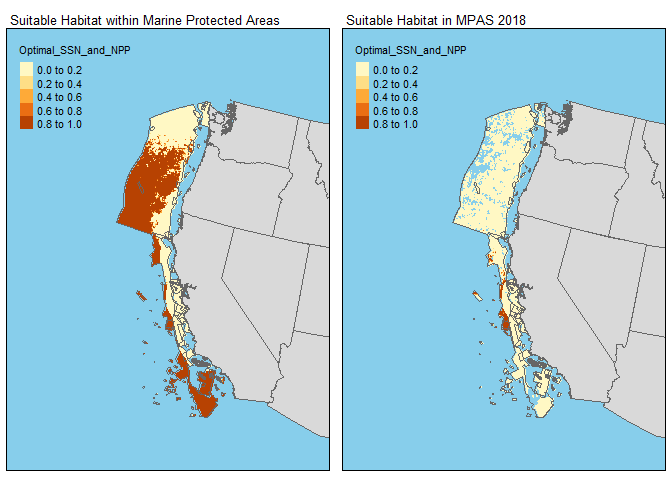 Suitable Habitat within Marine Protected Areas
Optimal_SSN_and_NPP
0.0 to 0.2
0.2 to 0.4
0.4 to 0.6
0.6 to 0.8
0.8 to 1.0
Suitable Habitat in MPAS 2018
Optimal_SSN_and_NPP
0.0 to 0.2
0.2 to 0.4
0.4 to 0.6
0.6 to 0.8
0.8 to 1.0